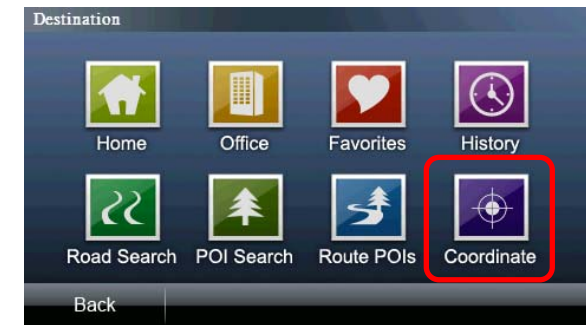 Destination
Home Office Favorites History
Road Search POI Search Route POIs Coordinate
Back